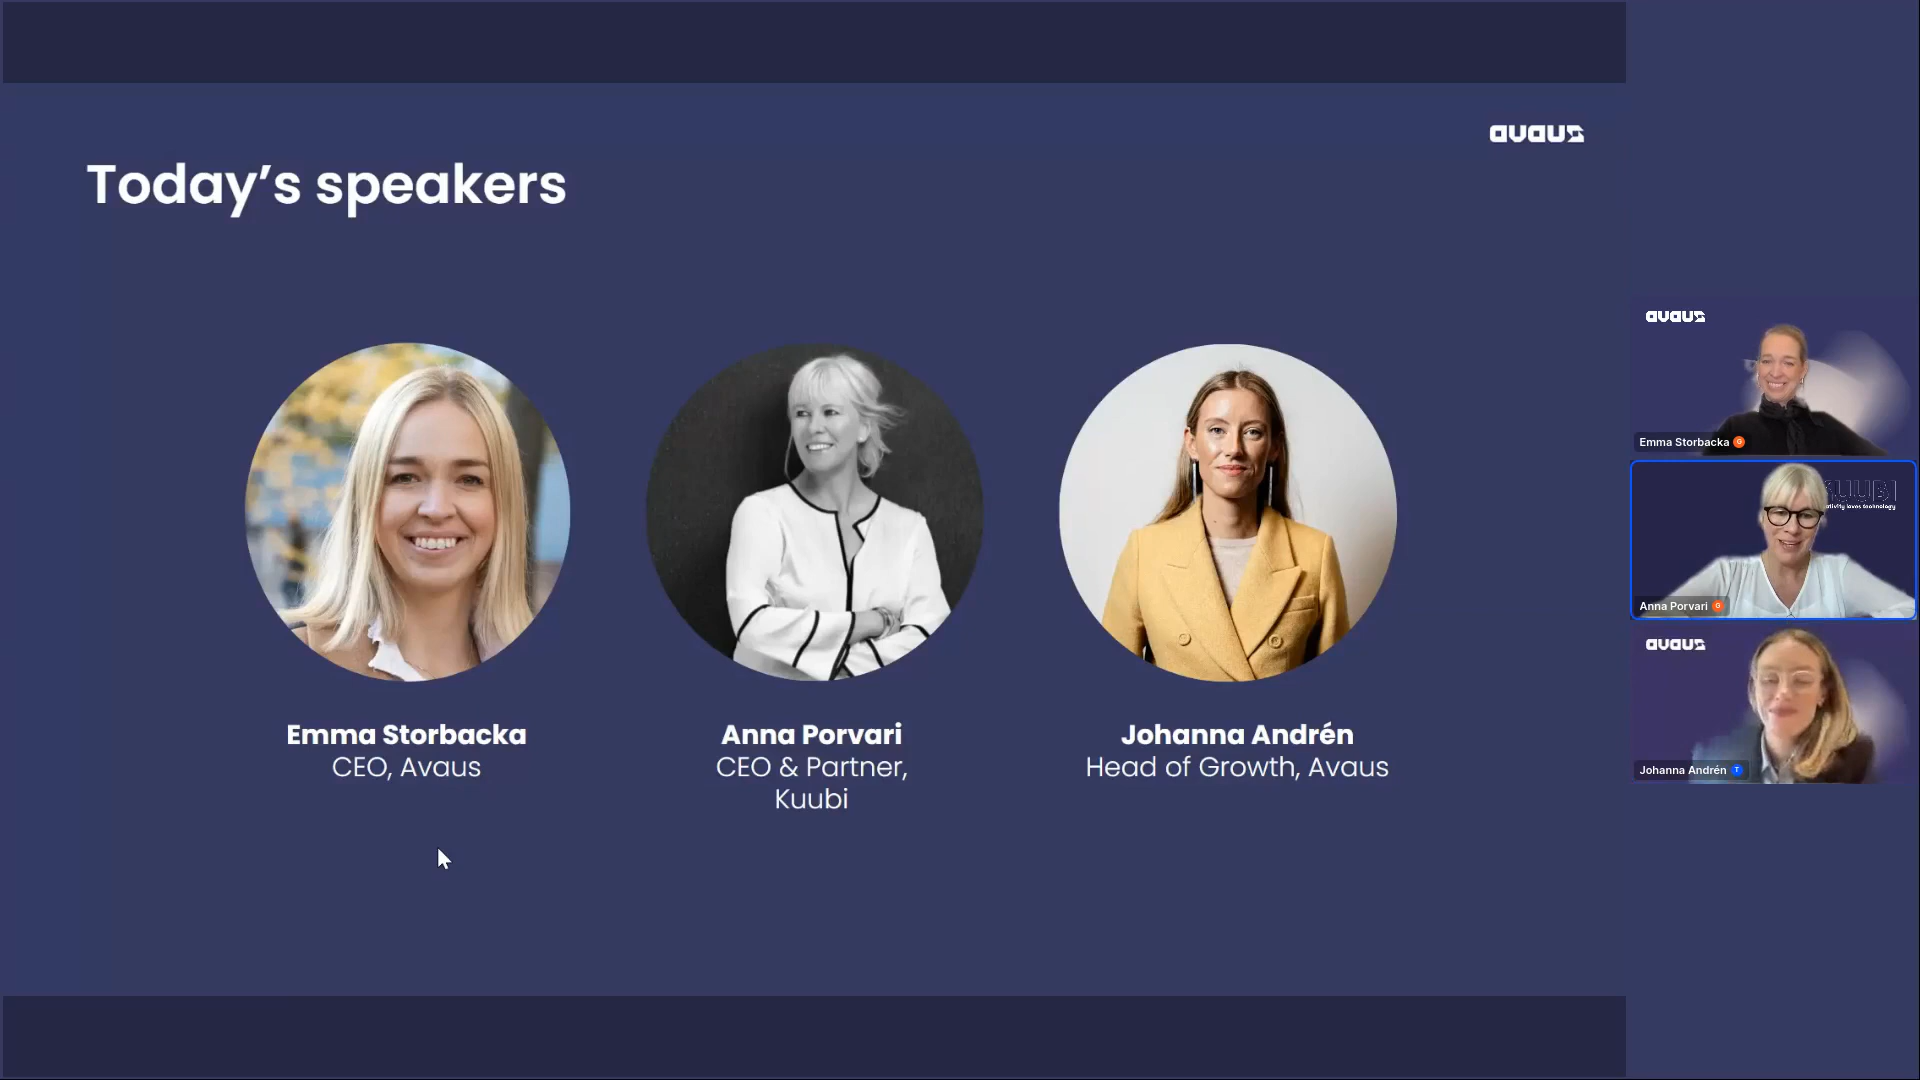 avaus
Today's speakers
Emma Storbacka
CEO, Avaus
Anna Porvari
CEO & Partner,
Kuubi
Johanna Andrén
Head of Growth, Avaus
avaus
Emma Storbacka G
KUUBI
technology
Anna Porvari G
avaus
Johanna Andrén T